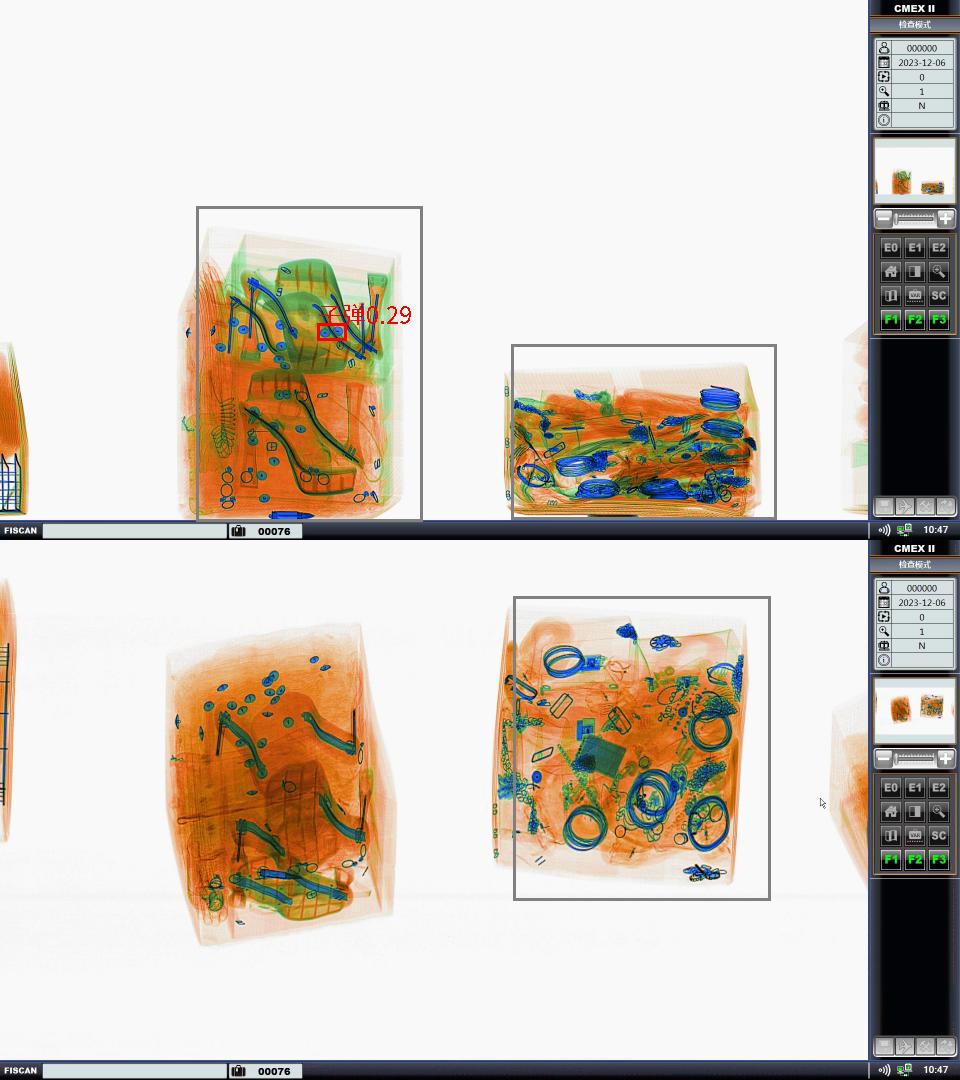 CMEX II
检查模式
000000
2023-12-06
0
1
N
E0 E1 E2
VAR SC
F1 F2 F3
子弹0.29
FISCAN 00076 10:47
CMEX II
检查模式
000000
2023-12-06
0
1
N
E0 E1 E2
VAR SC
F1 F2 F3
FISCAN 00076 10:47